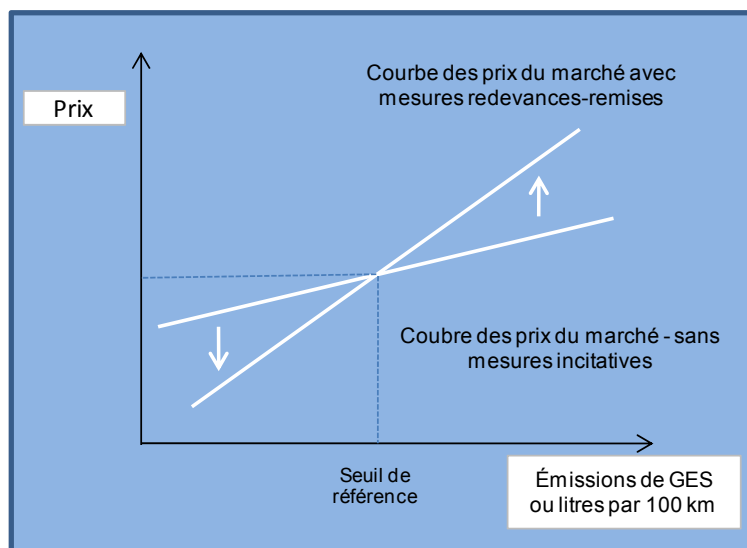 Courbe des prix du marché avec
mesures redevances-remises
Prix
Coubre des prix du marché - sans
mesures incitatives
Seuil de
référence
Émissions de GES
ou litres par 100 km